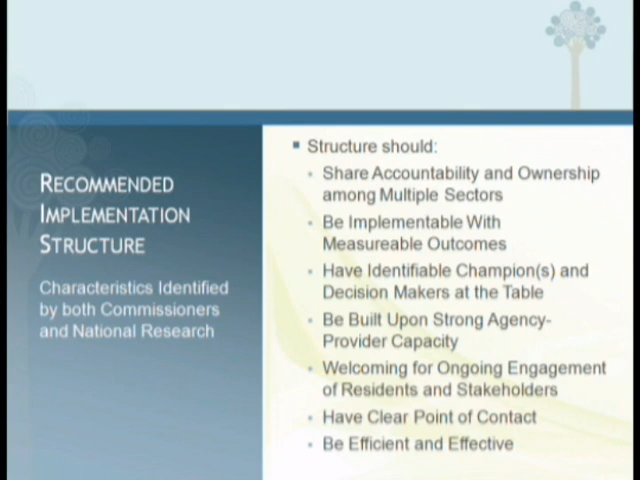 RECOMMENDED
IMPLEMENTATION
STRUCTURE
Characteristics Identified
by both Commissioners
and National Research
Structure should:
Share Accountability and Ownership
among Multiple Sectors
Be Implementable With
Measureable Outcomes
Have Identifiable Champion(s) and
Decision Makers at the Table
Be Built Upon Strong Agency-
Provider Capacity
Welcoming for Ongoing Engagement
of Residents and Stakeholders
Have Clear Point of Contact
Be Efficient and Effective